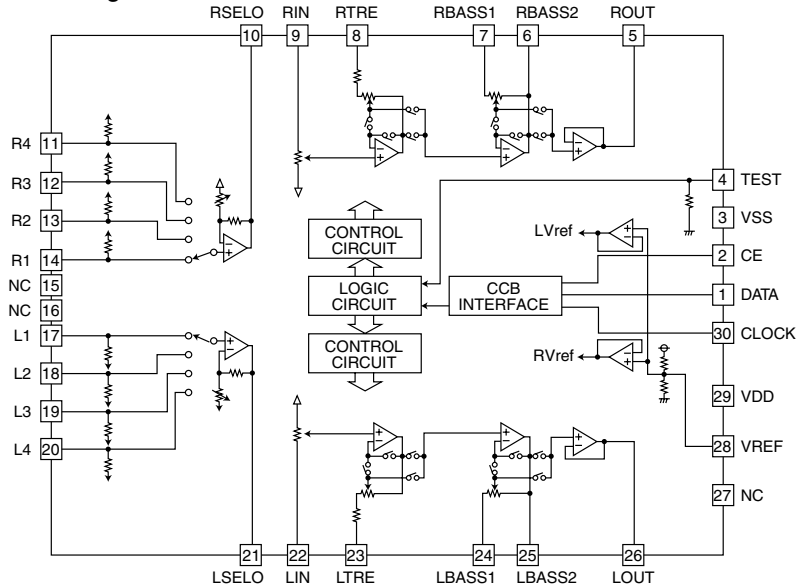 RSELO RIN RTRE RBASS1 RBASS2 ROUT
10 9 8 7 6 5
R4 11
R3 12
R2 13
R1 14
NC 15
NC 16
L1 17
L2 18
L3 19
L4 20
4 TEST
3 VSS
2 CE
1 DATA
30 CLOCK
29 VDD
28 VREF
27 NC
CONTROL
CIRCUIT
LOGIC
CIRCUIT
CONTROL
CIRCUIT
CCB
INTERFACE
LVref
RVref
21 22 23 24 25 26
LSELO LIN LTRE LBASS1 LBASS2 LOUT